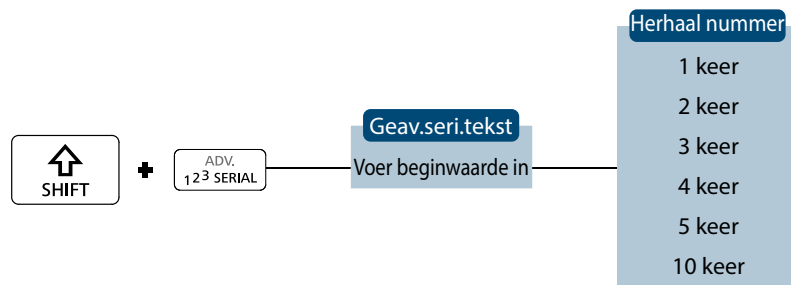 SHIFT
+
ADV.
123 SERIAL
Geav.seri.tekst
Voer beginwaarde in
Herhaal nummer
1 keer
2 keer
3 keer
4 keer
5 keer
10 keer